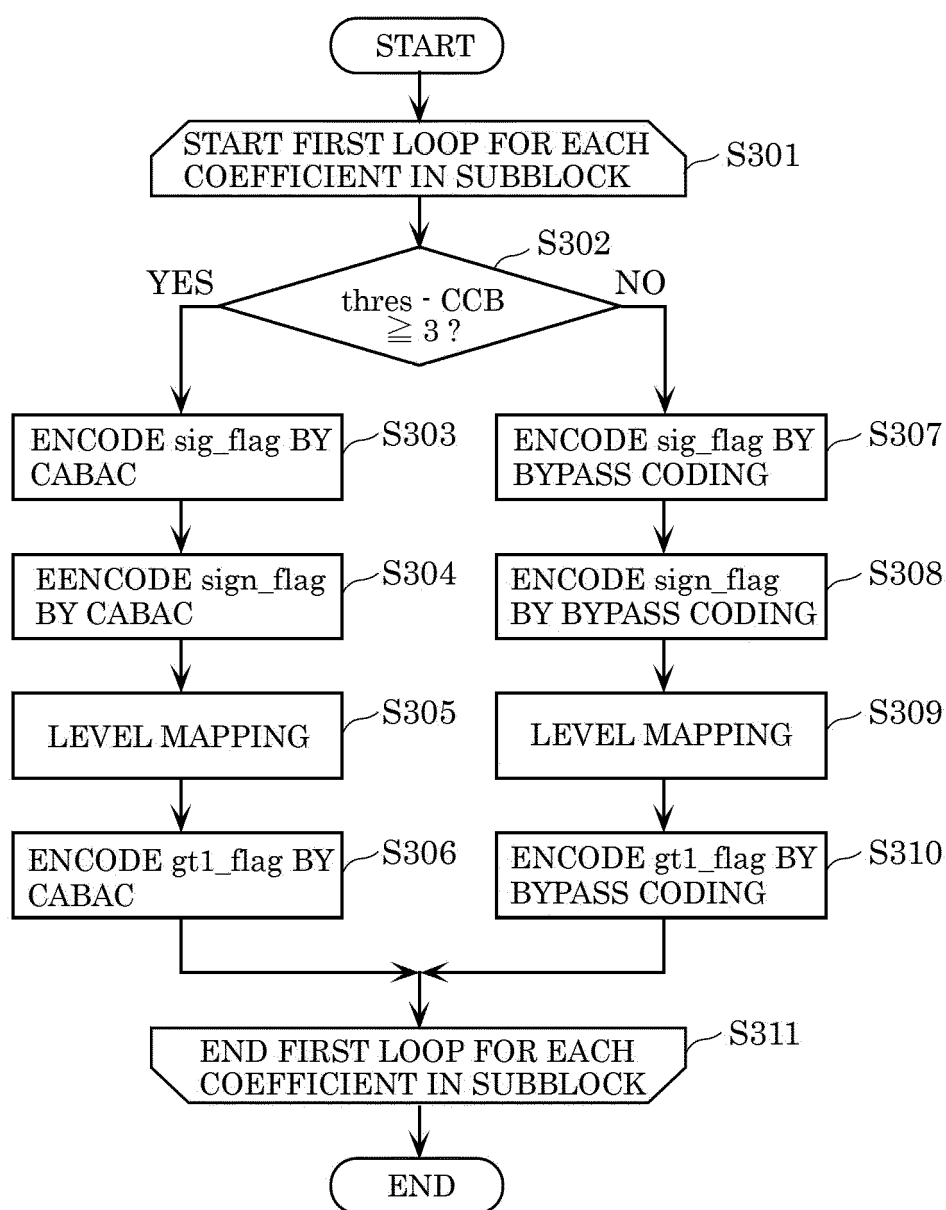 START
START FIRST LOOP FOR EACH
COEFFICIENT IN SUBBLOCK
S301
S302
YES
NO
thres - CCB
≧ 3 ?
ENCODE sig_flag BY
CABAC
S303
EENCODE sign_flag
BY CABAC
S304
LEVEL MAPPING
S305
ENCODE gt1_flag BY
CABAC
S306
ENCODE sig_flag BY
BYPASS CODING
S307
ENCODE sign_flag
BY BYPASS CODING
S308
LEVEL MAPPING
S309
ENCODE gt1_flag BY
BYPASS CODING
S310
END FIRST LOOP FOR EACH
COEFFICIENT IN SUBBLOCK
S311
END